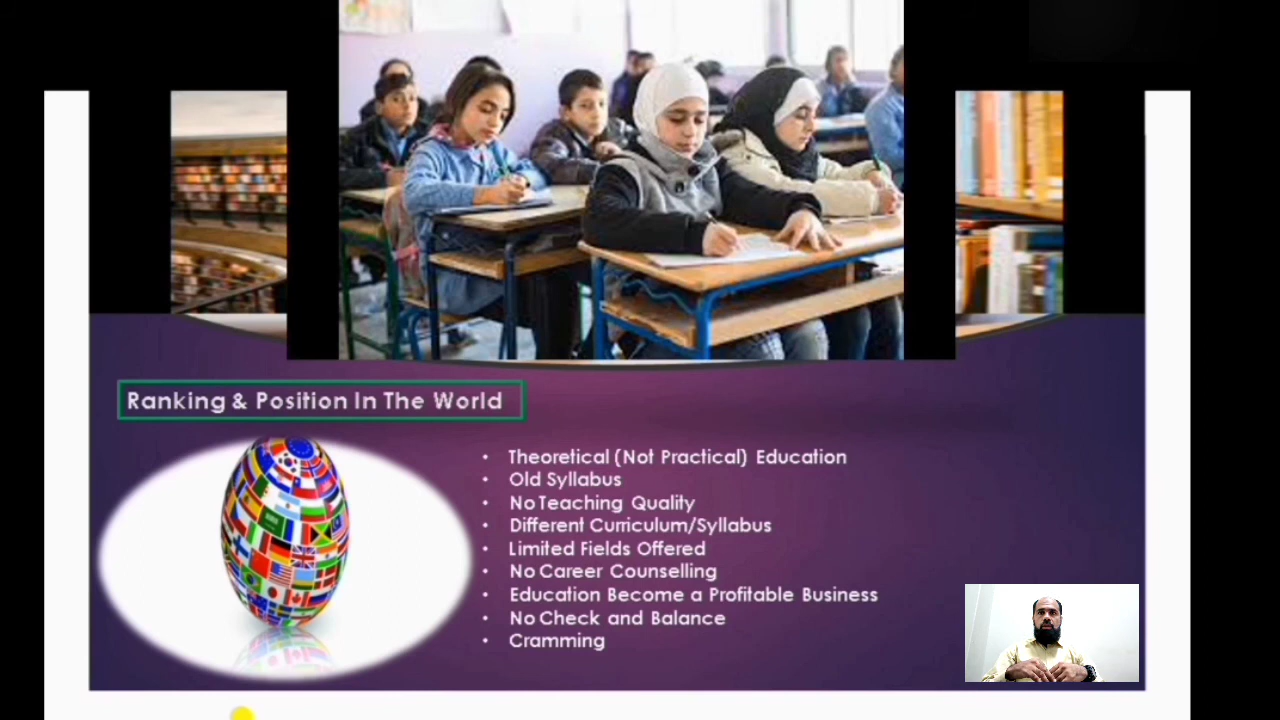 Ranking & Position In The World
• Theoretical (Not Practical) Education
• Old Syllabus
• No Teaching Quality
• Different Curriculum/Syllabus
• Limited Fields Offered
• No Career Counselling
• Education Become a Profitable Business
• No Check and Balance
• Cramming